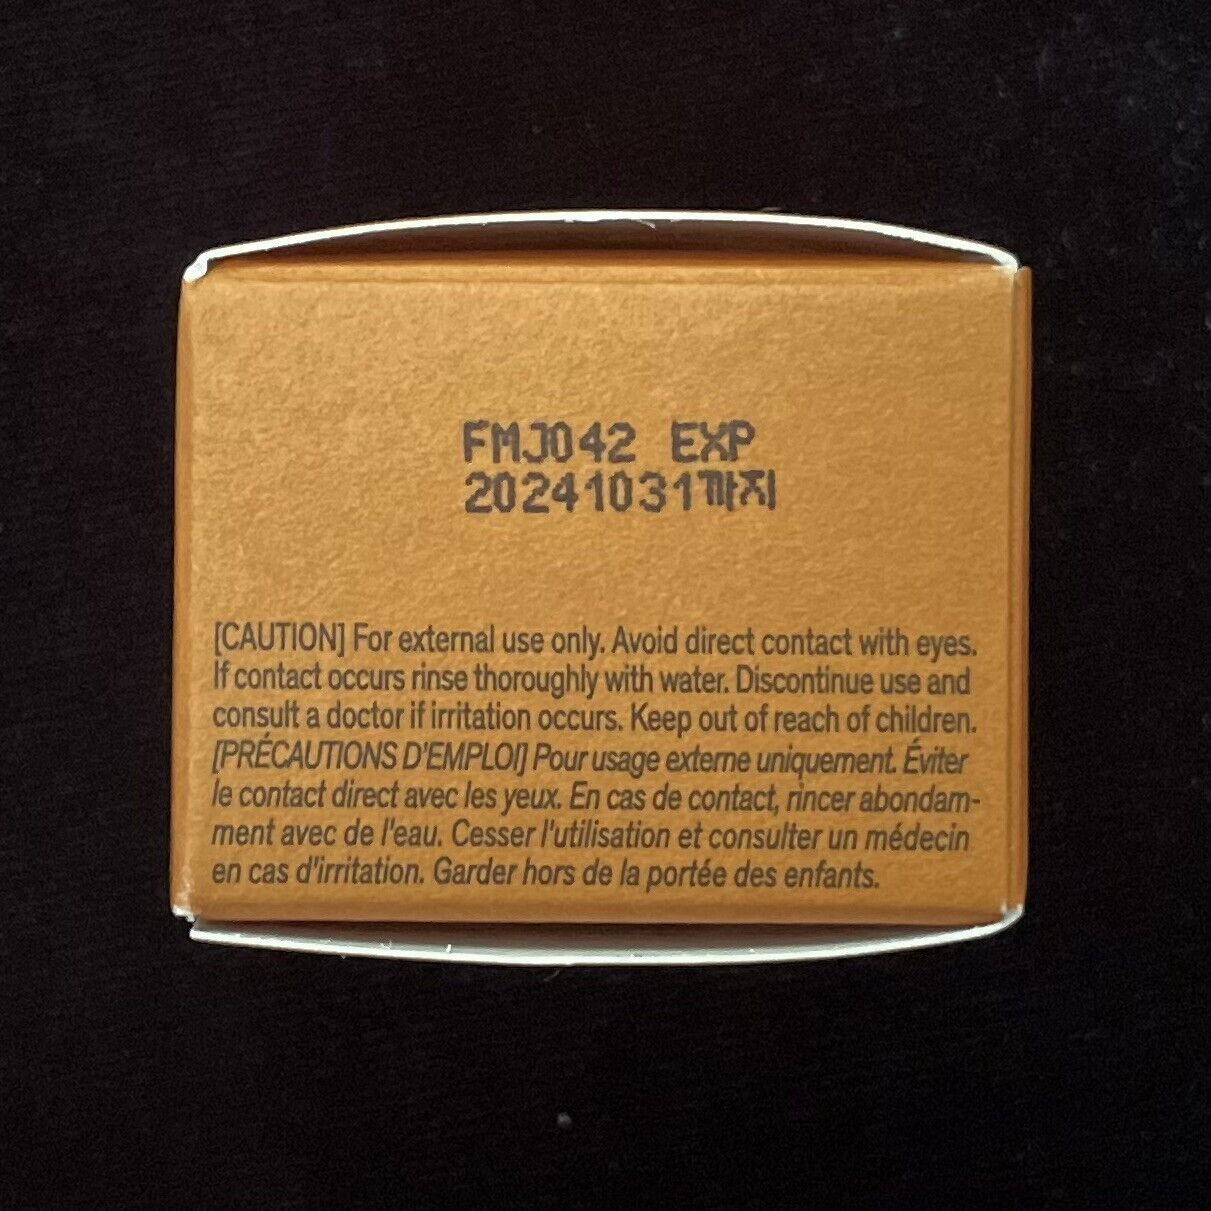 FMJ042 EXP
20241031까지
[CAUTION] For external use only. Avoid direct contact with eyes.
If contact occurs rinse thoroughly with water. Discontinue use and
consult a doctor if irritation occurs. Keep out of reach of children.
[PRÉCAUTIONS D'EMPLOI] Pour usage externe uniquement. Éviter
le contact direct avec les yeux. En cas de contact, rincer abondam-
ment avec de l'eau. Cesser l'utilisation et consulter un médecin
en cas d'irritation. Garder hors de la portée des enfants.